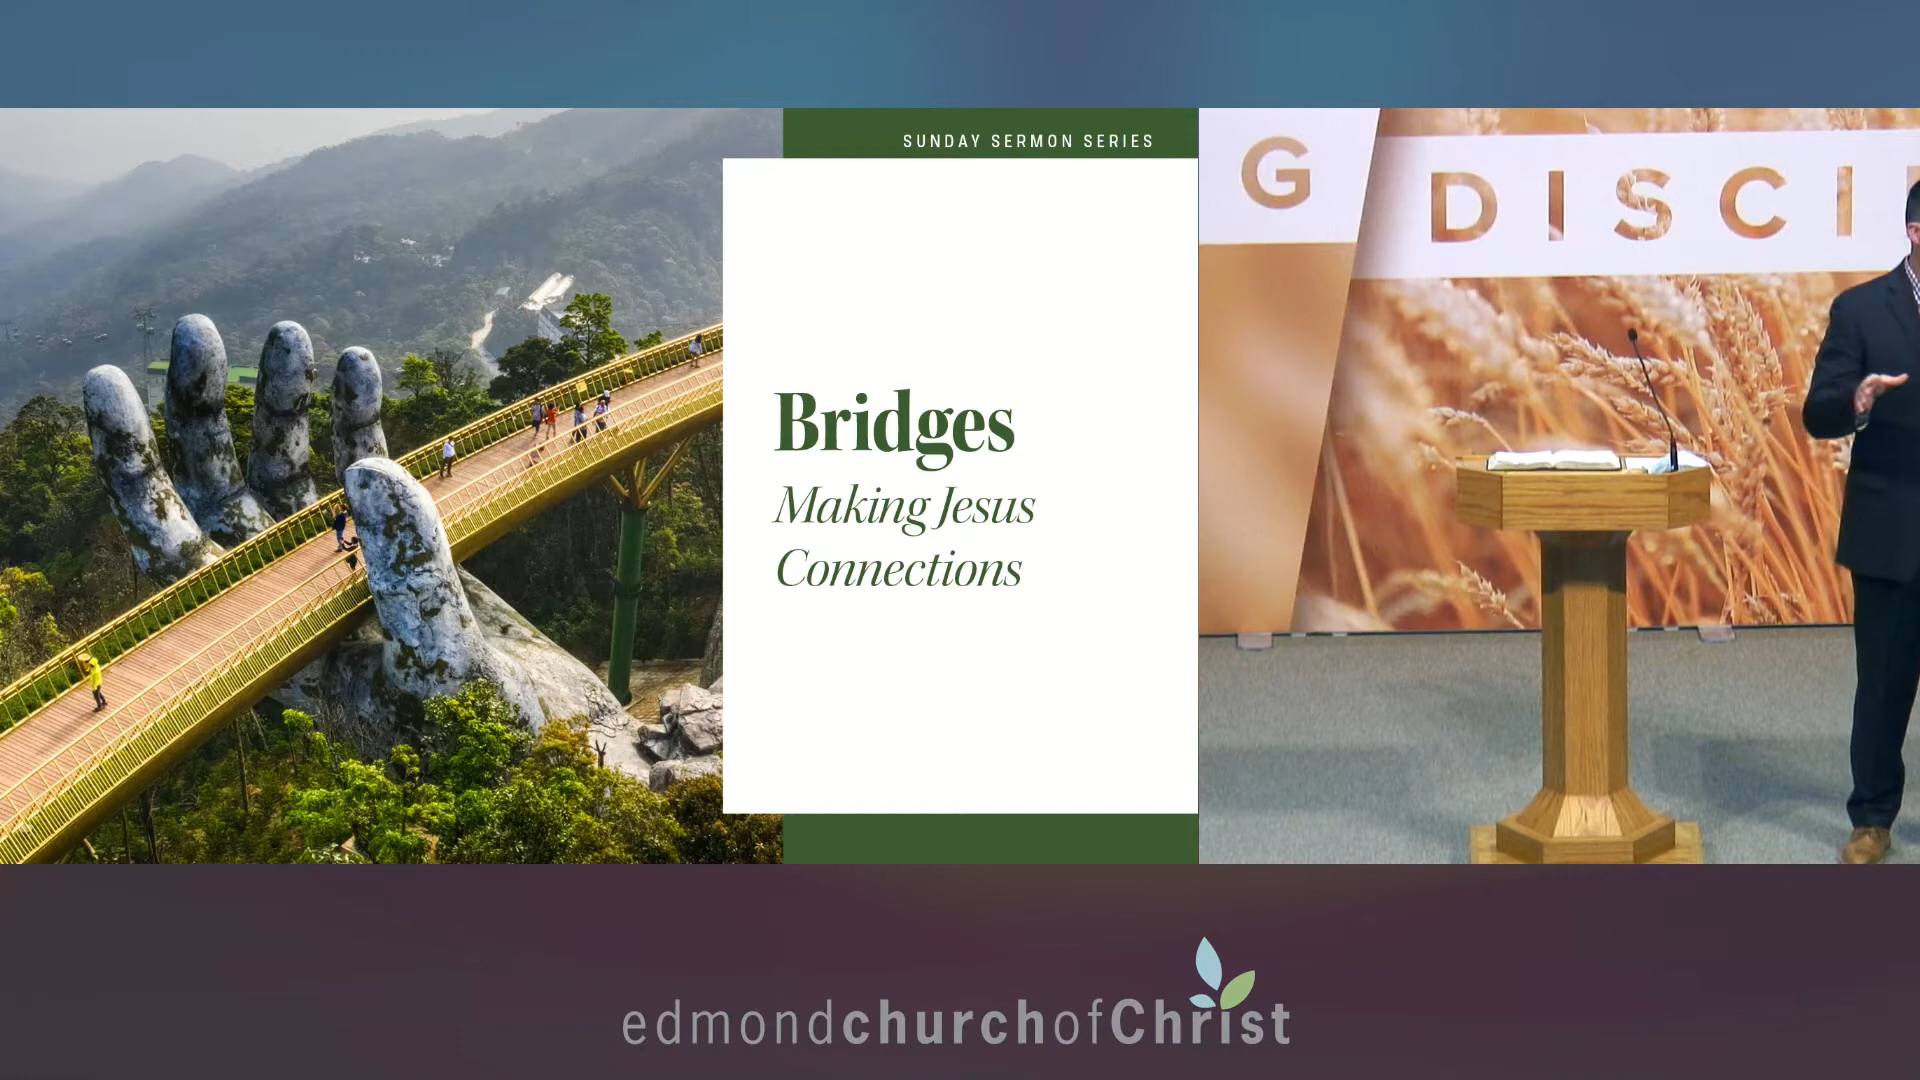 SUNDAY SERMON SERIES
Bridges
Making Jesus
Connections
G
DISCI
edmondchurchofChrist